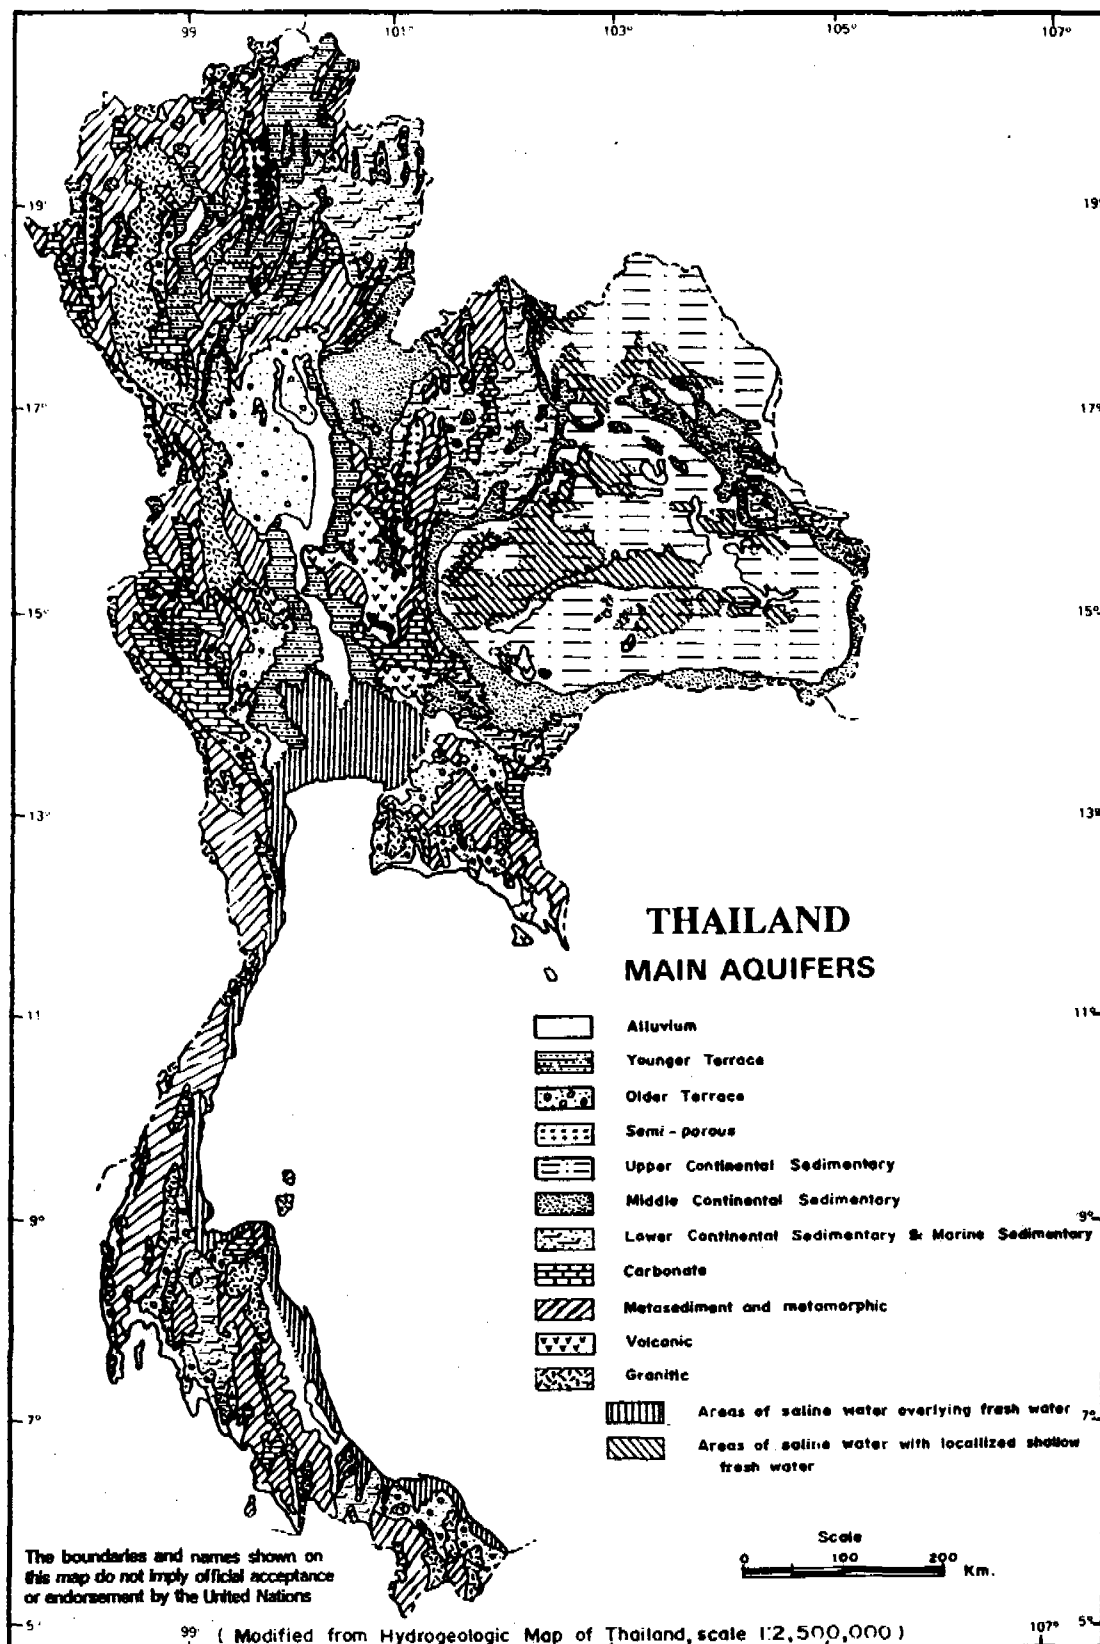 99° 101° 103° 105° 107°
19° 19°
17° 17°
15° 15°
13° 13°
THAILAND
MAIN AQUIFERS
11° 11°
Alluvium
Younger Terrace
Older Terrace
Semi-porous
Upper Continental Sedimentary
Middle Continental Sedimentary
9° 9°
Lower Continental Sedimentary & Marine Sedimentary
Carbonate
Metasediment and metamorphic
Volcanic
Granitic
Areas of saline water overlying fresh water
7° 7°
Areas of saline water with locallized shallow
fresh water
Scale
0 100 200 Km.
The boundaries and names shown on
this map do not imply official acceptance
or endorsement by the United Nations
5° 5°
99° ( Modified from Hydrogeologic Map of Thailand, scale 1:2,500,000 ) 107°